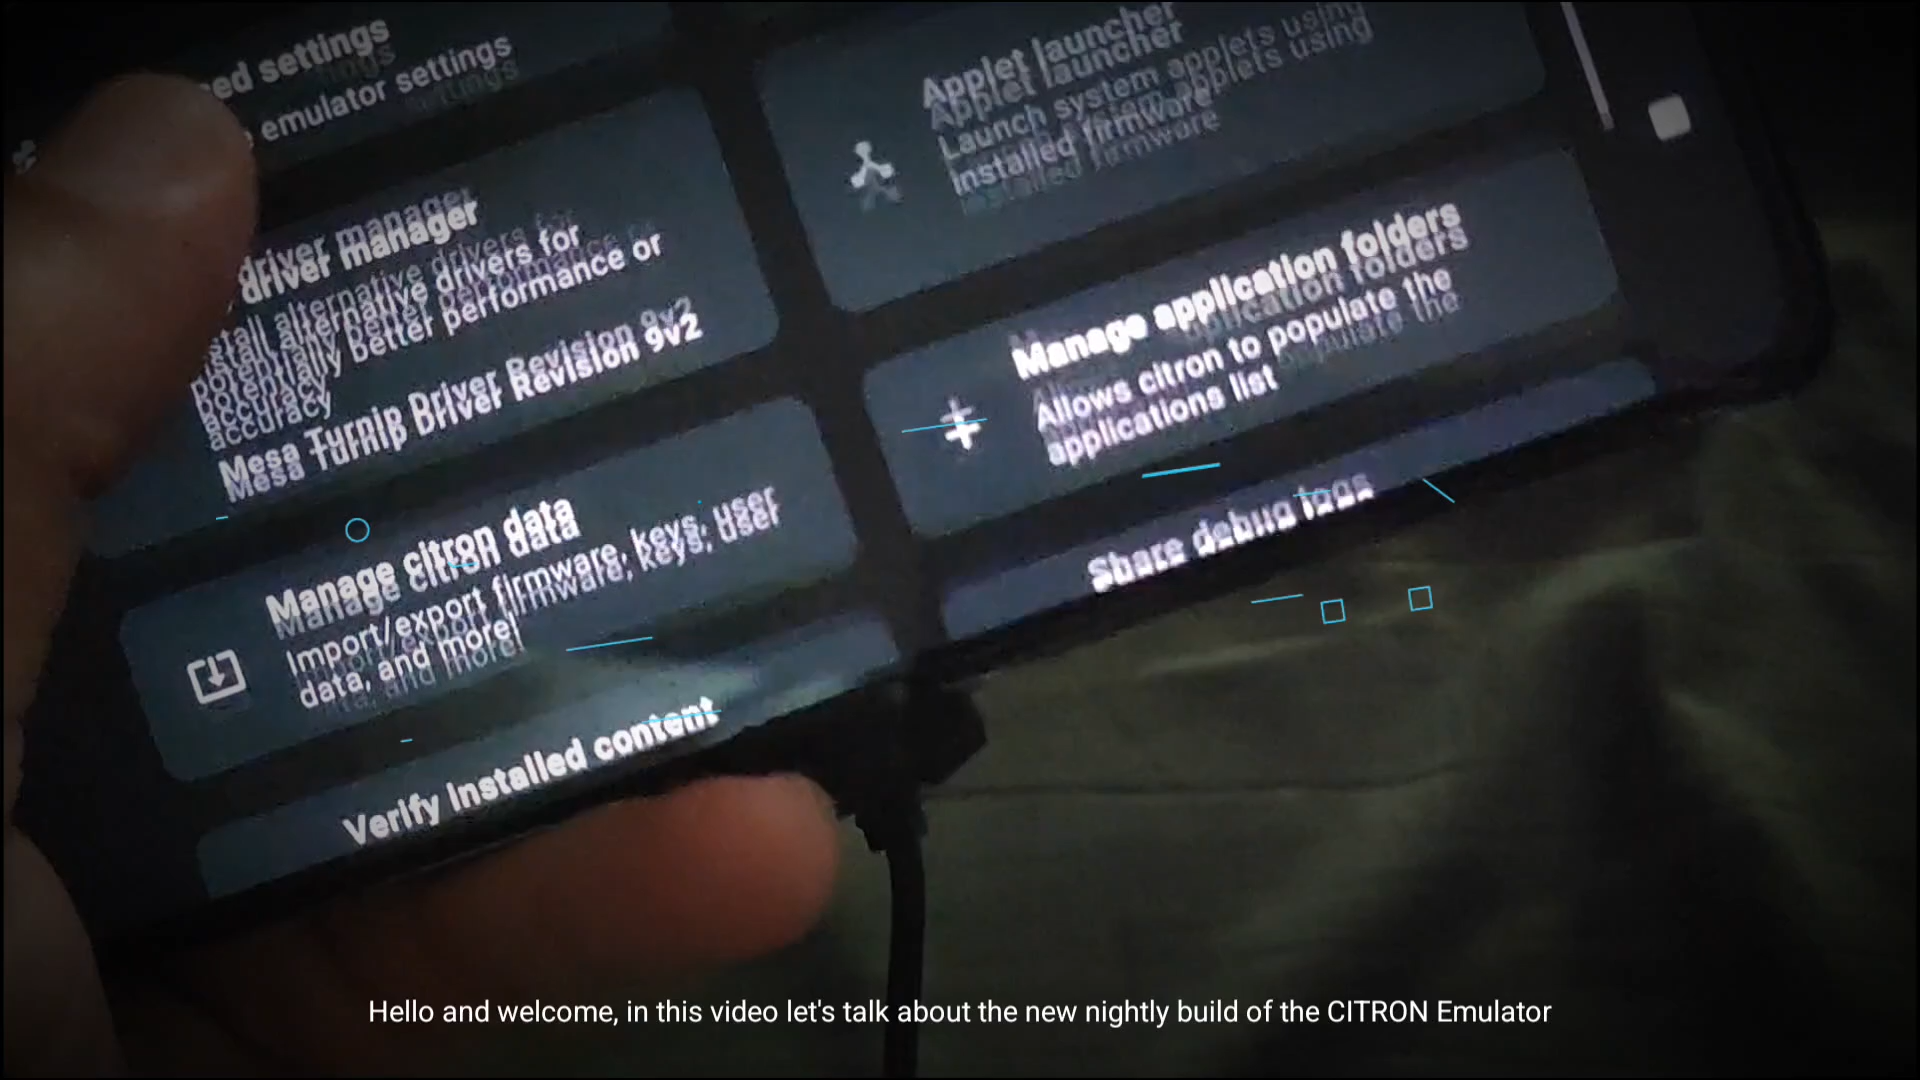 ed settings
emulator settings
driver manager
Install alternative drivers for
potentially better performance or
accuracy
Mesa Turnip Driver Revision 9v2
Manage citron data
Import/export firmware, keys, user
data, and more!
Verify installed content
Applet launcher
Launch system applets using
installed firmware
Manage application folders
Allows citron to populate the
applications list
Share debug logs
Hello and welcome, in this video let's talk about the new nightly build of the CITRON Emulator